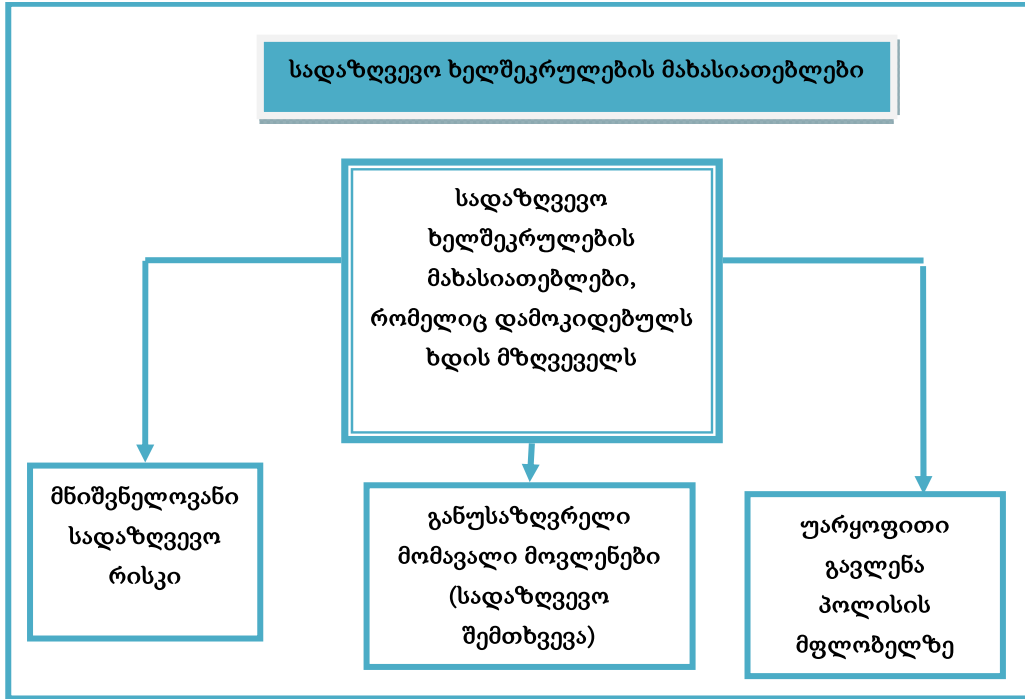 სადაზღვევო ხელშეკრულების მახასიათებლები
სადაზღვევო
ხელშეკრულების
მახასიათებლები,
რომელიც დამოკიდებულს
ხდის მზღვეველს
მნიშვნელოვანი
სადაზღვევო
რისკი
განუსაზღვრელი
მომავალი მოვლენები
(სადაზღვევო
შემთხვევა)
უარყოფითი
გავლენა
პოლისის
მფლობელზე